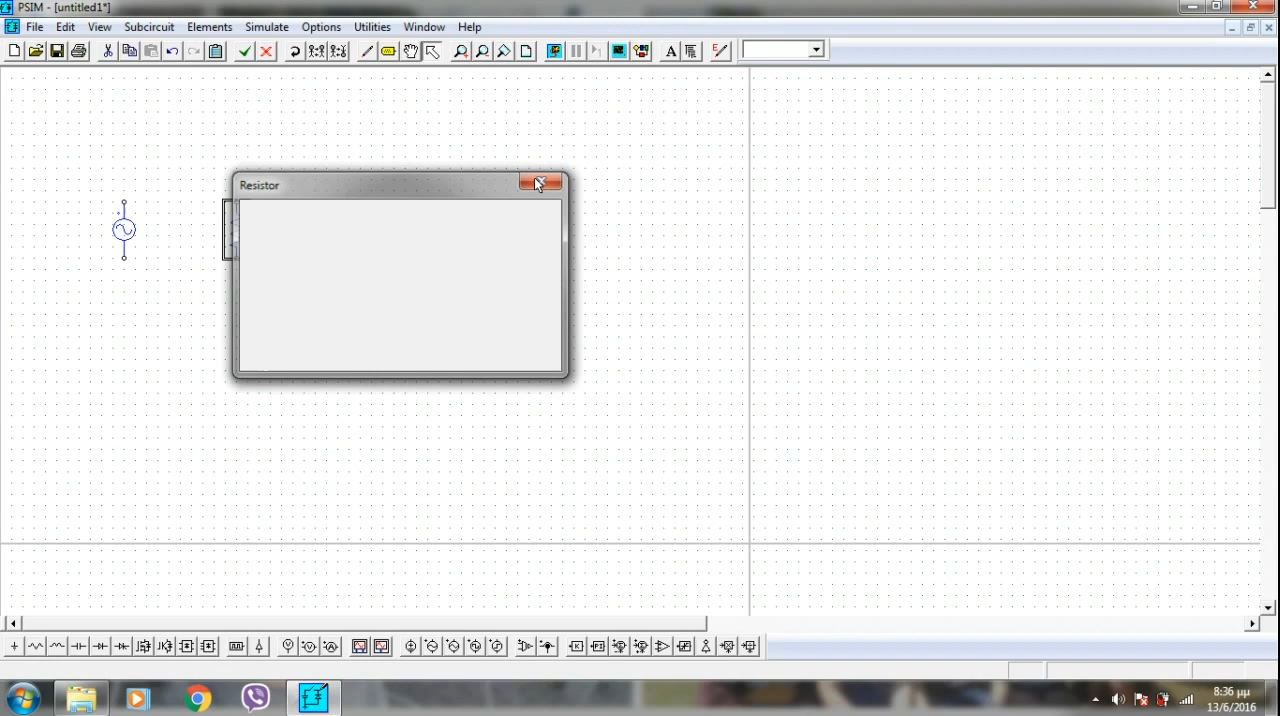 PSIM - [untitled1*]
File Edit View Subcircuit Elements Simulate Options Utilities Window Help
Resistor
8:36 μμ
13/6/2016